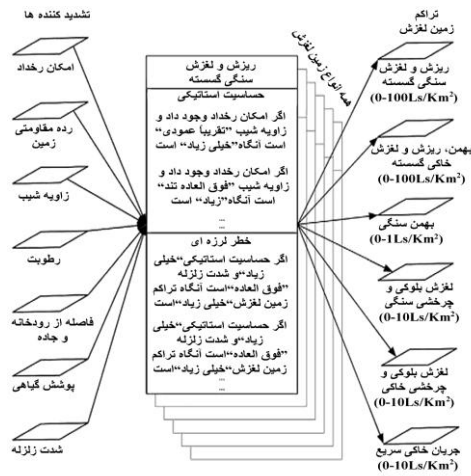 تشدید کننده ها
امکان رخداد
رده مقاومتی
زمین
زاویه شیب
رطوبت
فاصله از رودخانه
و جاده
پوشش گیاهی
شدت زلزله
همه انواع زمین لغزش
ریزش و لغزش
سنگی گسسته
حساسیت استاتیکی
اگر امکان رخداد وجود داد و
زاویه شیب "تقریباً عمودی"
است آنگاه"خیلی زیاد" است
اگر امکان رخداد وجود داد و
زاویه شیب "فوق العاده تند"
است آنگاه"زیاد" است
...
...
خطر لرزه ای
اگر حساسیت استاتیکی"خیلی
زیاد"و شدت زلزله
"فوق العاده"است آنگاه تراکم
زمین لغزش"خیلی زیاد"است
اگر حساسیت استاتیکی"خیلی
زیاد"و شدت زلزله
"فوق العاده"است آنگاه تراکم
زمین لغزش"خیلی زیاد"است
...
...
تراکم
زمین لغزش
ریزش و لغزش
سنگی گسسته
(0-100Ls/Km²)
بهمن، ریزش و لغزش
خاکی گسسته
(0-100Ls/Km²)
بهمن سنگی
(0-1Ls/Km²)
لغزش بلوکی و
چرخشی سنگی
(0-10Ls/Km²)
لغزش بلوکی و
چرخشی خاکی
(0-10Ls/Km²)
جریان خاکی سریع
(0-10Ls/Km²)